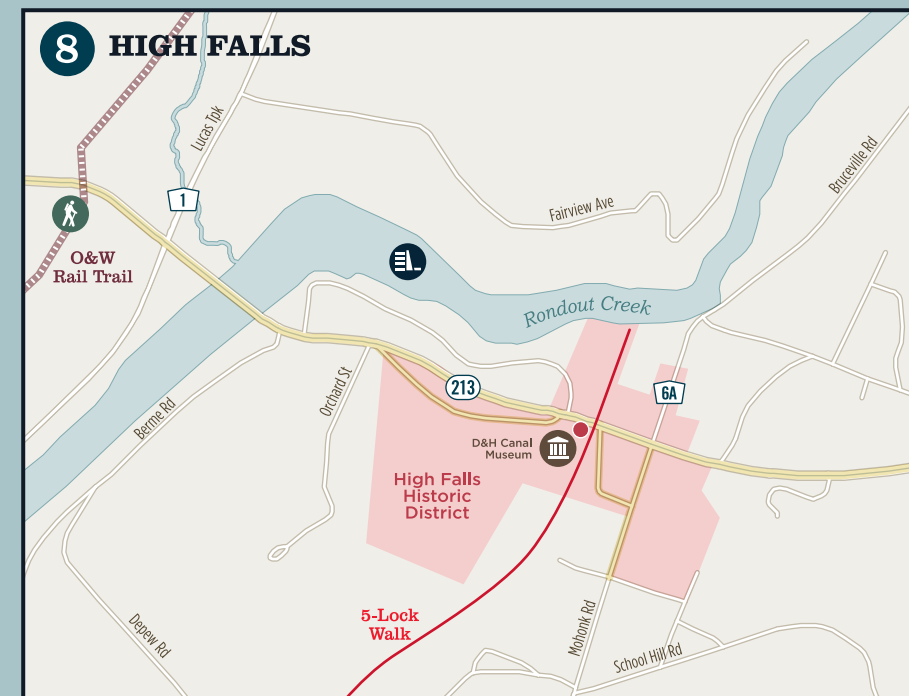 8 HIGH FALLS
Lucas Tpk
1
Fairview Ave
Bruceville Rd
O&W
Rail Trail
Rondout Creek
Berme Rd
Orchard St
213
6A
D&H Canal
Museum
High Falls
Historic
District
5-Lock
Walk
Depew Rd
Mohonk Rd
School Hill Rd